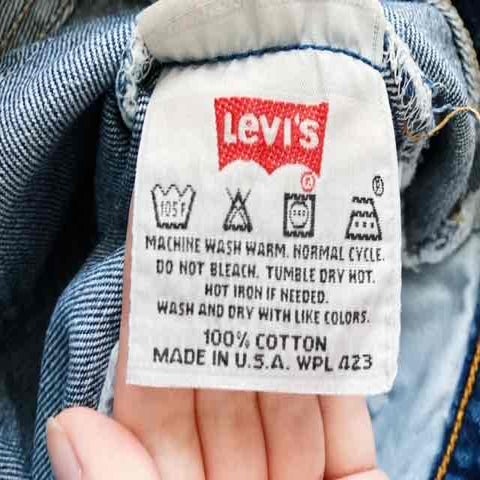 Levi's
105F
MACHINE WASH WARM. NORMAL CYCLE.
DO NOT BLEACH. TUMBLE DRY HOT.
HOT IRON IF NEEDED.
WASH AND DRY WITH LIKE COLORS.
100% COTTON
MADE IN U.S.A. WPL 423